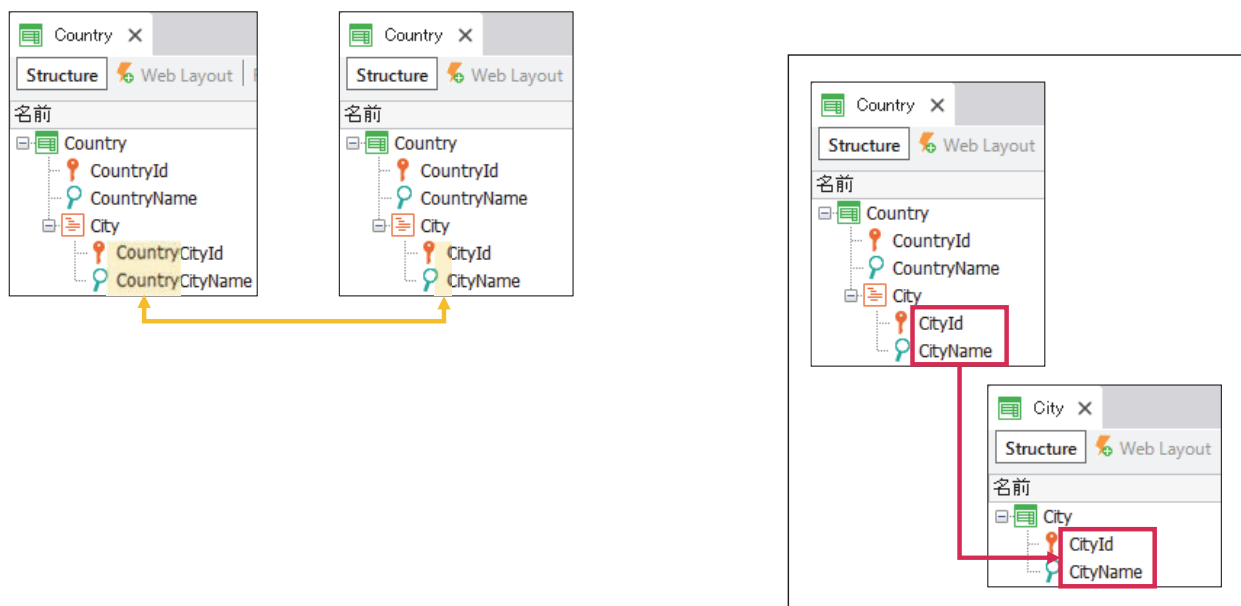 Country
Structure Web Layout
名前
Country
CountryId
CountryName
City
CountryCityId
CountryCityName
Country
Structure Web Layout
名前
Country
CountryId
CountryName
City
CityId
CityName
Country
Structure Web Layout
名前
Country
CountryId
CountryName
City
CityId
CityName
City
Structure Web Layout
名前
City
CityId
CityName